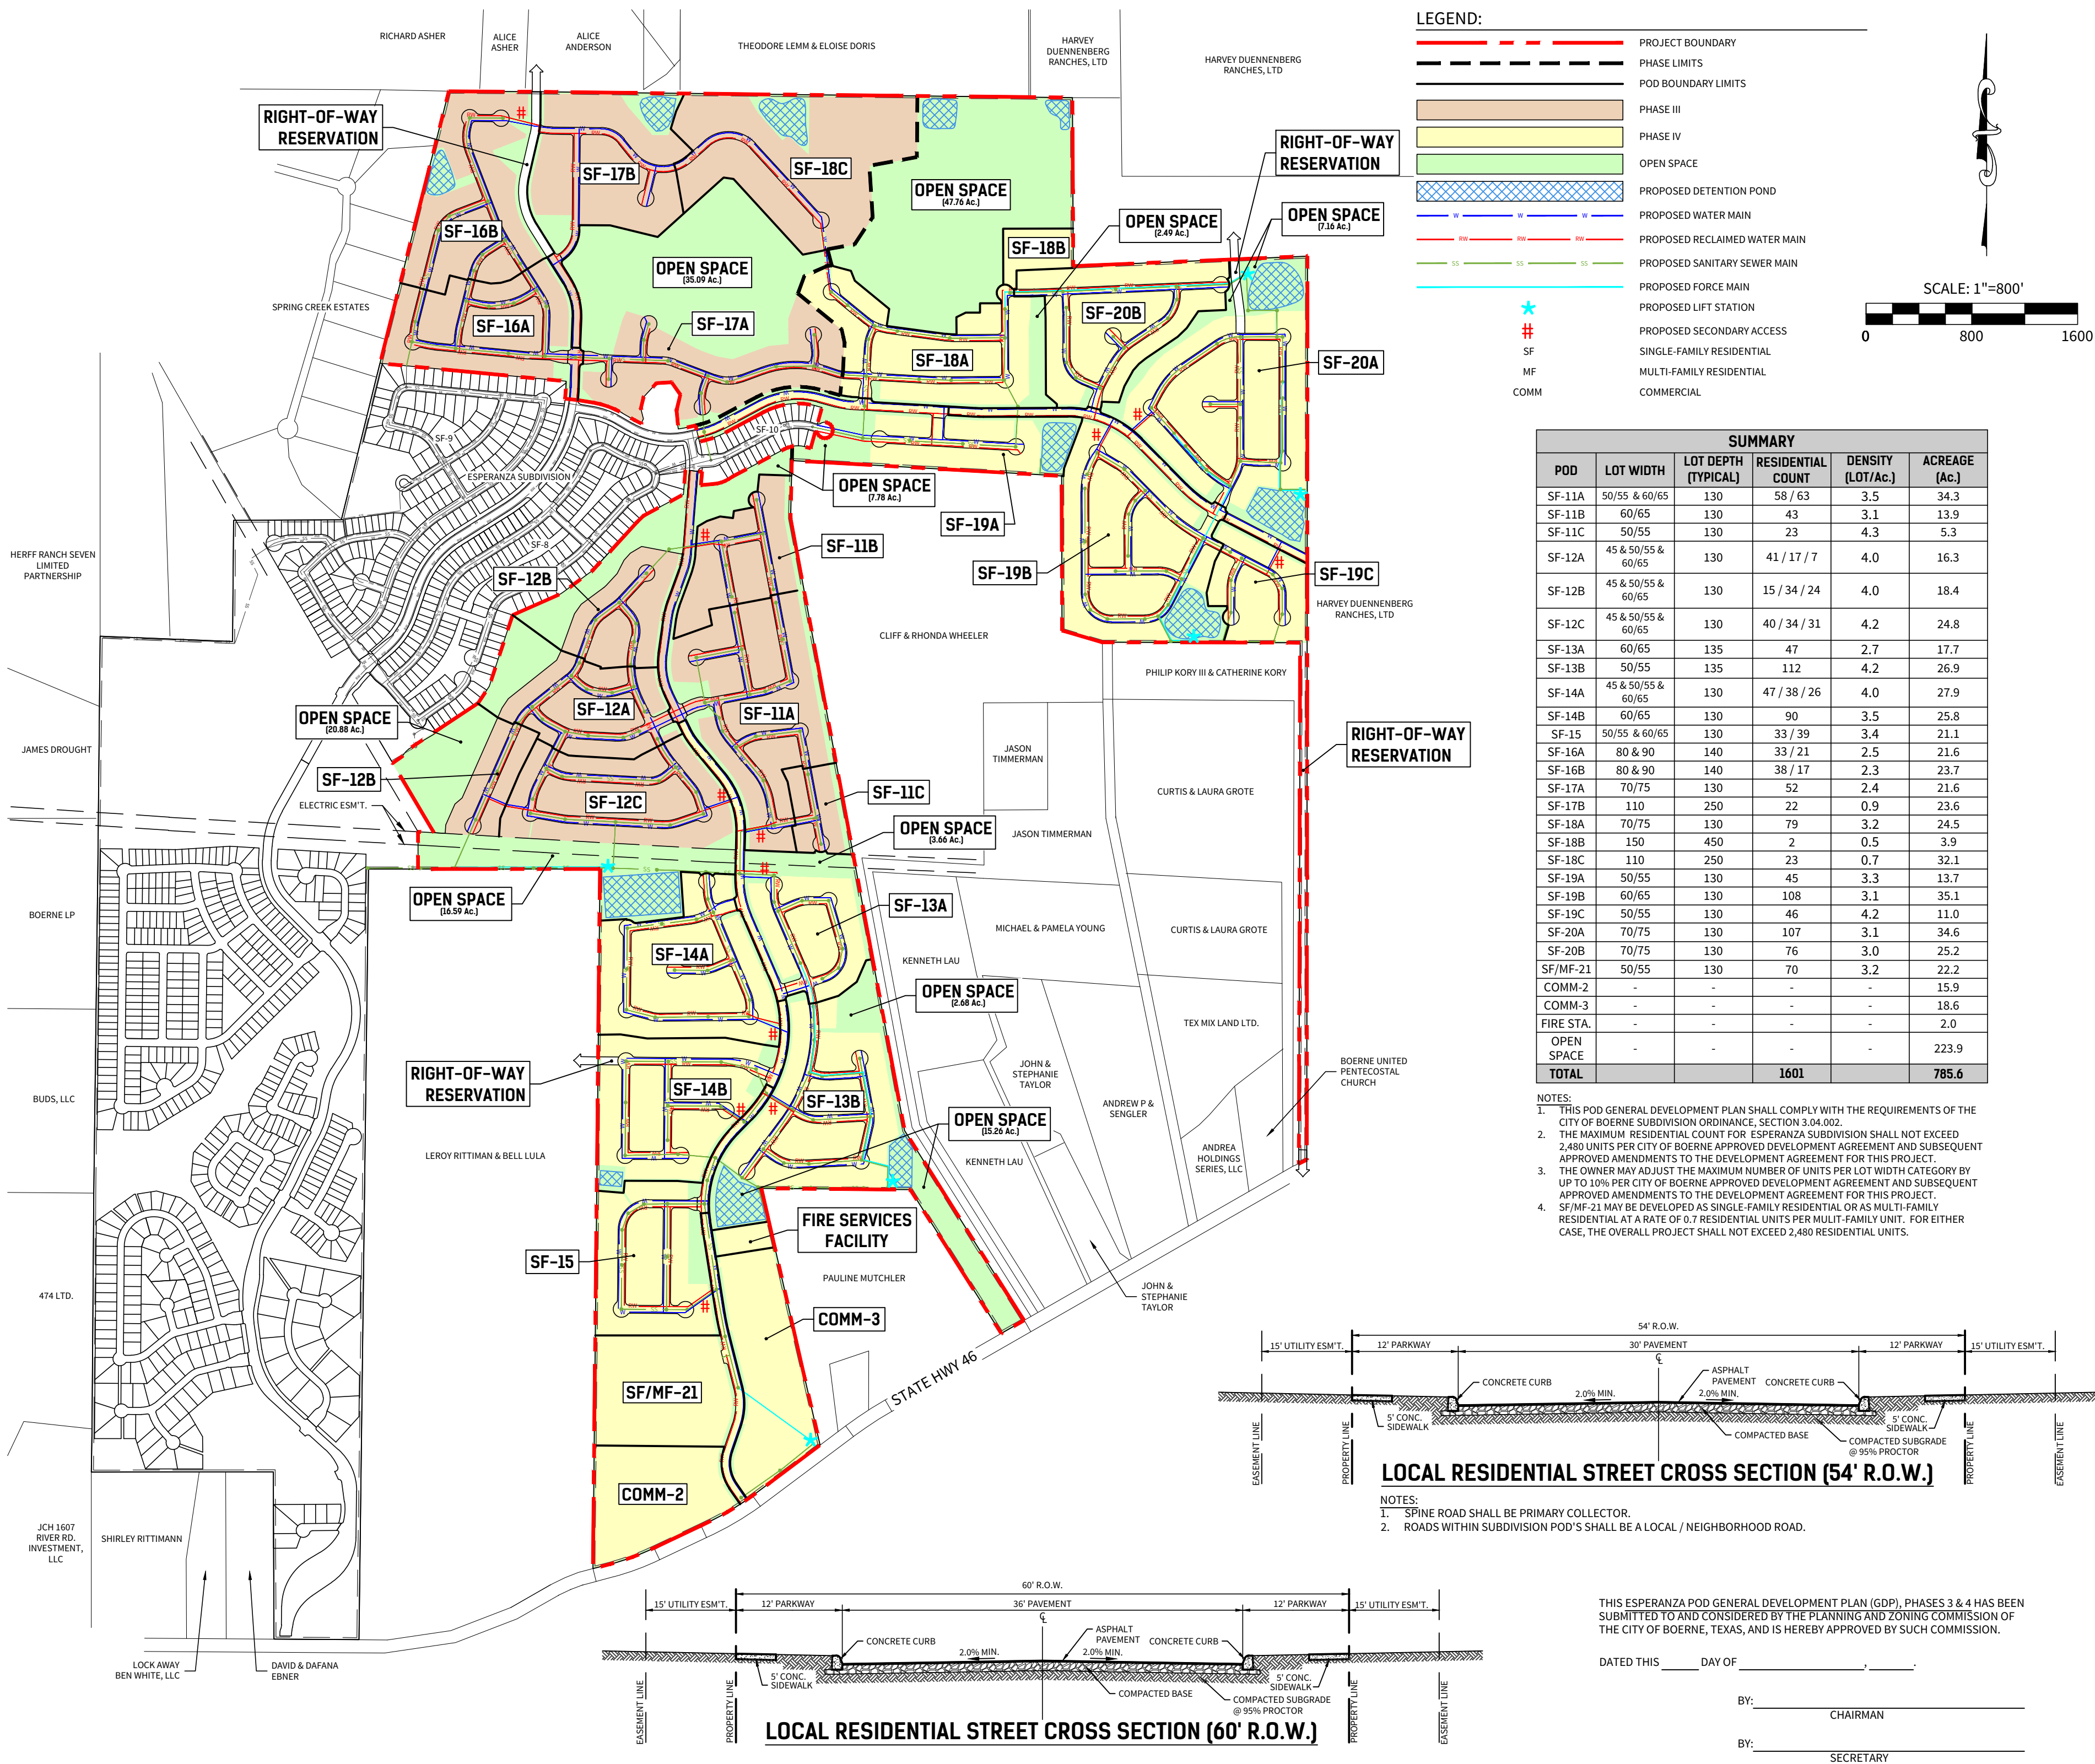 RICHARD ASHER
ALICE
ASHER
ALICE
ANDERSON
THEODORE LEMM & ELOISE DORIS
HARVEY
DUENNENBERG
RANCHES, LTD
HARVEY DUENNENBERG
RANCHES, LTD
RIGHT-OF-WAY
RESERVATION
RIGHT-OF-WAY
RESERVATION
SF-17B
SF-18C
OPEN SPACE
(47.76 Ac.)
OPEN SPACE
(2.49 Ac.)
OPEN SPACE
(7.16 Ac.)
SF-16B
SF-18B
OPEN SPACE
(35.09 Ac.)
SPRING CREEK ESTATES
SF-16A
SF-17A
SF-20B
SF-18A
SF-20A
SF-9
SF-10
ESPERANZA SUBDIVISION
OPEN SPACE
(7.78 Ac.)
SF-19A
SF-8
HERFF RANCH SEVEN
LIMITED
PARTNERSHIP
SF-11B
SF-12B
SF-19B
SF-19C
HARVEY DUENNENBERG
RANCHES, LTD
CLIFF & RHONDA WHEELER
PHILIP KORY III & CATHERINE KORY
SF-12A
SF-11A
OPEN SPACE
(20.88 Ac.)
JAMES DROUGHT
JASON
TIMMERMAN
RIGHT-OF-WAY
RESERVATION
SF-12B
ELECTRIC ESM'T.
SF-12C
SF-11C
CURTIS & LAURA GROTE
OPEN SPACE
(3.66 Ac.)
JASON TIMMERMAN
OPEN SPACE
(16.59 Ac.)
SF-13A
BOERNE LP
MICHAEL & PAMELA YOUNG
CURTIS & LAURA GROTE
SF-14A
KENNETH LAU
OPEN SPACE
(2.68 Ac.)
TEX MIX LAND LTD.
RIGHT-OF-WAY
RESERVATION
JOHN &
STEPHANIE
TAYLOR
BOERNE UNITED
PENTECOSTAL
CHURCH
BUDS, LLC
SF-14B
SF-13B
ANDREW P &
SENGLER
OPEN SPACE
(15.26 Ac.)
LEROY RITTIMAN & BELL LULA
KENNETH LAU
ANDREA
HOLDINGS
SERIES, LLC
FIRE SERVICES
FACILITY
SF-15
PAULINE MUTCHLER
474 LTD.
JOHN &
STEPHANIE
TAYLOR
COMM-3
STATE HWY 46
SF/MF-21
COMM-2
JCH 1607
RIVER RD.
INVESTMENT,
LLC
SHIRLEY RITTIMANN
LOCK AWAY
BEN WHITE, LLC
DAVID & DAFANA
EBNER
LEGEND:
PROJECT BOUNDARY
PHASE LIMITS
POD BOUNDARY LIMITS
PHASE III
PHASE IV
OPEN SPACE
PROPOSED DETENTION POND
W W W PROPOSED WATER MAIN
RW RW RW PROPOSED RECLAIMED WATER MAIN
SS SS SS PROPOSED SANITARY SEWER MAIN
PROPOSED FORCE MAIN
PROPOSED LIFT STATION
# PROPOSED SECONDARY ACCESS
SF SINGLE-FAMILY RESIDENTIAL
MF MULTI-FAMILY RESIDENTIAL
COMM COMMERCIAL
SCALE: 1"=800'
0 800 1600
SUMMARY
POD LOT WIDTH LOT DEPTH (TYPICAL) RESIDENTIAL COUNT DENSITY (LOT/Ac.) ACREAGE (Ac.)
SF-11A 50/55 & 60/65 130 58 / 63 3.5 34.3
SF-11B 60/65 130 43 3.1 13.9
SF-11C 50/55 130 23 4.3 5.3
SF-12A 45 & 50/55 & 60/65 130 41 / 17 / 7 4.0 16.3
SF-12B 45 & 50/55 & 60/65 130 15 / 34 / 24 4.0 18.4
SF-12C 45 & 50/55 & 60/65 130 40 / 34 / 31 4.2 24.8
SF-13A 60/65 135 47 2.7 17.7
SF-13B 50/55 135 112 4.2 26.9
SF-14A 45 & 50/55 & 60/65 130 47 / 38 / 26 4.0 27.9
SF-14B 60/65 130 90 3.5 25.8
SF-15 50/55 & 60/65 130 33 / 39 3.4 21.1
SF-16A 80 & 90 140 33 / 21 2.5 21.6
SF-16B 80 & 90 140 38 / 17 2.3 23.7
SF-17A 70/75 130 52 2.4 21.6
SF-17B 110 250 22 0.9 23.6
SF-18A 70/75 130 79 3.2 24.5
SF-18B 150 450 2 0.5 3.9
SF-18C 110 250 23 0.7 32.1
SF-19A 50/55 130 45 3.3 13.7
SF-19B 60/65 130 108 3.1 35.1
SF-19C 50/55 130 46 4.2 11.0
SF-20A 70/75 130 107 3.1 34.6
SF-20B 70/75 130 76 3.0 25.2
SF/MF-21 50/55 130 70 3.2 22.2
COMM-2 - - - - 15.9
COMM-3 - - - - 18.6
FIRE STA. - - - - 2.0
OPEN SPACE - - - - 223.9
TOTAL 1601 785.6
NOTES:
1. THIS POD GENERAL DEVELOPMENT PLAN SHALL COMPLY WITH THE REQUIREMENTS OF THE
CITY OF BOERNE SUBDIVISION ORDINANCE, SECTION 3.04.002.
2. THE MAXIMUM RESIDENTIAL COUNT FOR ESPERANZA SUBDIVISION SHALL NOT EXCEED
2,480 UNITS PER CITY OF BOERNE APPROVED DEVELOPMENT AGREEMENT AND SUBSEQUENT
APPROVED AMENDMENTS TO THE DEVELOPMENT AGREEMENT FOR THIS PROJECT.
3. THE OWNER MAY ADJUST THE MAXIMUM NUMBER OF UNITS PER LOT WIDTH CATEGORY BY
UP TO 10% PER CITY OF BOERNE APPROVED DEVELOPMENT AGREEMENT AND SUBSEQUENT
APPROVED AMENDMENTS TO THE DEVELOPMENT AGREEMENT FOR THIS PROJECT.
4. SF/MF-21 MAY BE DEVELOPED AS SINGLE-FAMILY RESIDENTIAL OR AS MULTI-FAMILY
RESIDENTIAL AT A RATE OF 0.7 RESIDENTIAL UNITS PER MULIT-FAMILY UNIT. FOR EITHER
CASE, THE OVERALL PROJECT SHALL NOT EXCEED 2,480 RESIDENTIAL UNITS.
54' R.O.W.
15' UTILITY ESM'T. 12' PARKWAY 30' PAVEMENT 12' PARKWAY 15' UTILITY ESM'T.
CONCRETE CURB
ASPHALT
PAVEMENT
CONCRETE CURB
2.0% MIN. 2.0% MIN.
5' CONC.
SIDEWALK
5' CONC.
SIDEWALK
COMPACTED BASE
COMPACTED SUBGRADE
@ 95% PROCTOR
EASEMENT LINE
PROPERTY LINE
PROPERTY LINE
EASEMENT LINE
LOCAL RESIDENTIAL STREET CROSS SECTION (54' R.O.W.)
NOTES:
1. SPINE ROAD SHALL BE PRIMARY COLLECTOR.
2. ROADS WITHIN SUBDIVISION POD'S SHALL BE A LOCAL / NEIGHBORHOOD ROAD.
60' R.O.W.
15' UTILITY ESM'T. 12' PARKWAY 36' PAVEMENT 12' PARKWAY 15' UTILITY ESM'T.
CONCRETE CURB
ASPHALT
PAVEMENT
CONCRETE CURB
2.0% MIN. 2.0% MIN.
5' CONC.
SIDEWALK
5' CONC.
SIDEWALK
COMPACTED BASE
COMPACTED SUBGRADE
@ 95% PROCTOR
EASEMENT LINE
PROPERTY LINE
PROPERTY LINE
EASEMENT LINE
LOCAL RESIDENTIAL STREET CROSS SECTION (60' R.O.W.)
THIS ESPERANZA POD GENERAL DEVELOPMENT PLAN (GDP), PHASES 3 & 4 HAS BEEN
SUBMITTED TO AND CONSIDERED BY THE PLANNING AND ZONING COMMISSION OF
THE CITY OF BOERNE, TEXAS, AND IS HEREBY APPROVED BY SUCH COMMISSION.
DATED THIS DAY OF , .
BY:
CHAIRMAN
BY:
SECRETARY